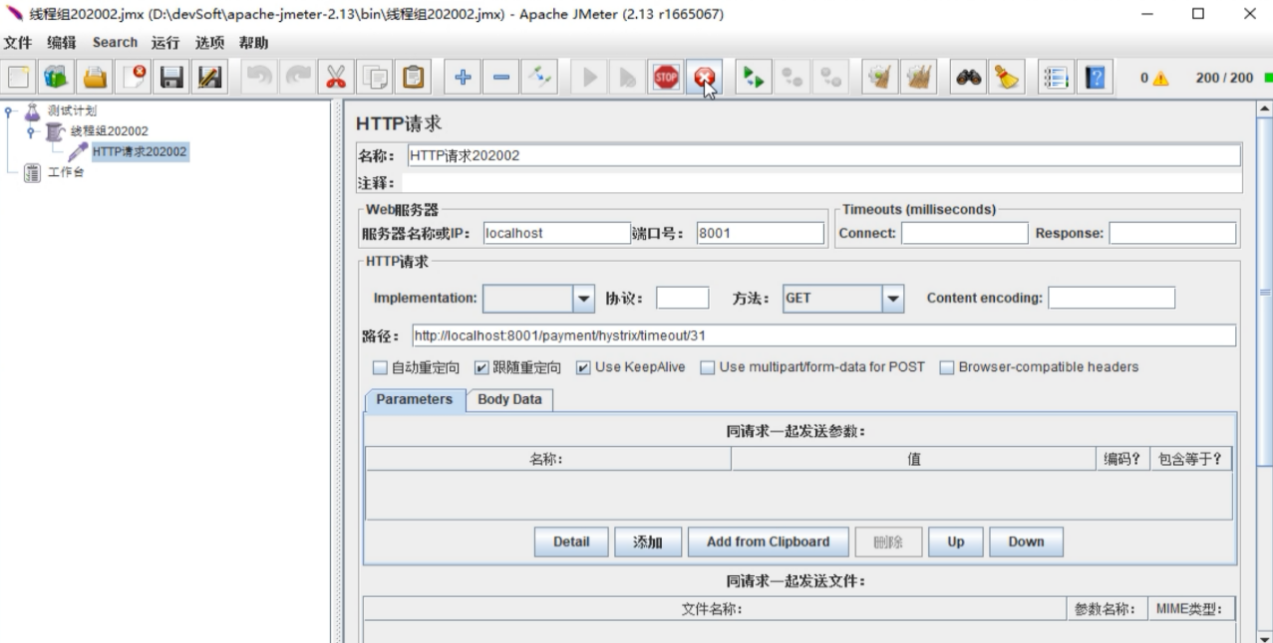 线程组202002.jmx (D:\devSoft\apache-jmeter-2.13\bin\线程组202002.jmx) - Apache JMeter (2.13 r1665067)
文件 编辑 Search 运行 选项 帮助
STOP 0 200 / 200
测试计划
线程组202002
HTTP请求202002
工作台
HTTP请求
名称： HTTP请求202002
注释：
Web服务器 Timeouts (milliseconds)
服务器名称或IP： localhost 端口号： 8001 Connect: Response:
HTTP请求
Implementation: 协议： 方法： GET Content encoding:
路径： http://localhost:8001/payment/hystrix/timeout/31
自动重定向 跟随重定向 Use KeepAlive Use multipart/form-data for POST Browser-compatible headers
Parameters Body Data
同请求一起发送参数：
名称: 值 编码? 包含等于?
Detail 添加 Add from Clipboard 删除 Up Down
同请求一起发送文件：
文件名称: 参数名称: MIME类型: